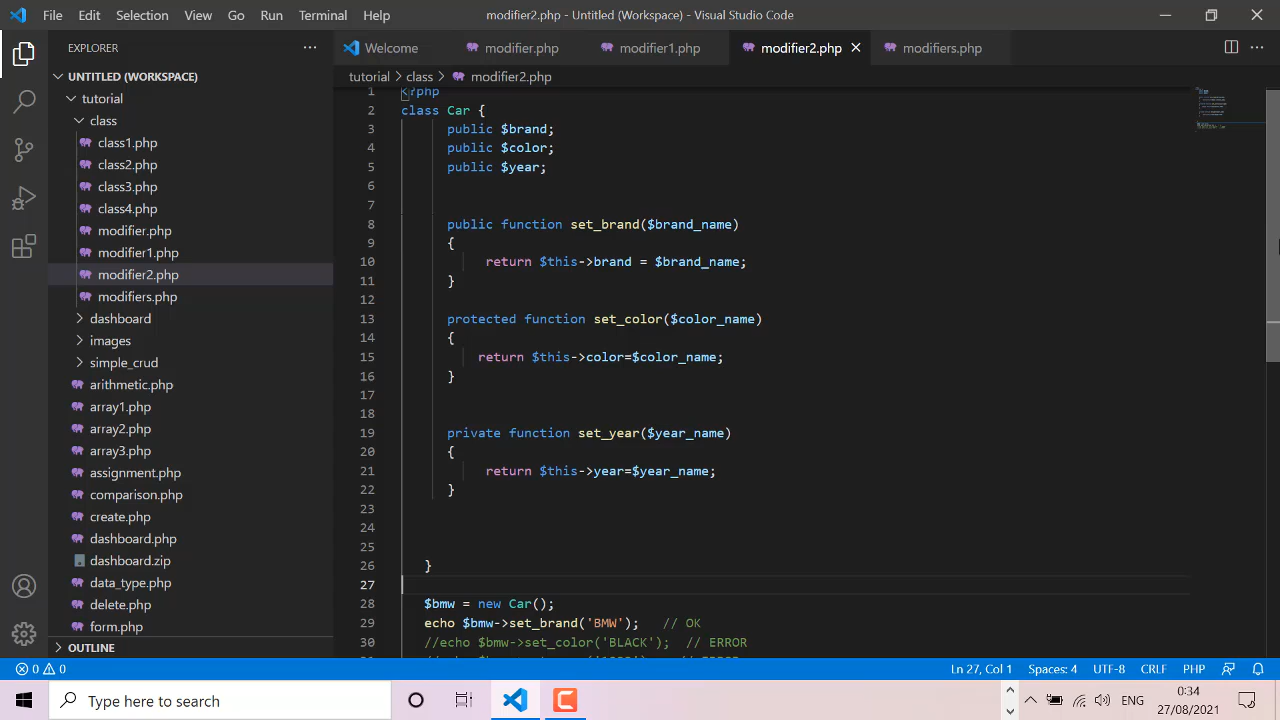 File Edit Selection View Go Run Terminal Help modifier2.php - Untitled (Workspace) - Visual Studio Code
EXPLORER
UNTITLED (WORKSPACE)
tutorial
class
class1.php
class2.php
class3.php
class4.php
modifier.php
modifier1.php
modifier2.php
modifiers.php
dashboard
images
simple_crud
arithmetic.php
array1.php
array2.php
array3.php
assignment.php
comparison.php
create.php
dashboard.php
dashboard.zip
data_type.php
delete.php
form.php
OUTLINE
Welcome modifier.php modifier1.php modifier2.php modifiers.php
tutorial > class > modifier2.php
1 <?php
2 class Car {
3 public $brand;
4 public $color;
5 public $year;
6
7
8 public function set_brand($brand_name)
9 {
10 return $this->brand = $brand_name;
11 }
12
13 protected function set_color($color_name)
14 {
15 return $this->color=$color_name;
16 }
17
18
19 private function set_year($year_name)
20 {
21 return $this->year=$year_name;
22 }
23
24
25
26 }
27
28 $bmw = new Car();
29 echo $bmw->set_brand('BMW'); // OK
30 //echo $bmw->set_color('BLACK'); // ERROR
0 0 Ln 27, Col 1 Spaces: 4 UTF-8 CRLF PHP
Type here to search
ENG
0:34
27/08/2021